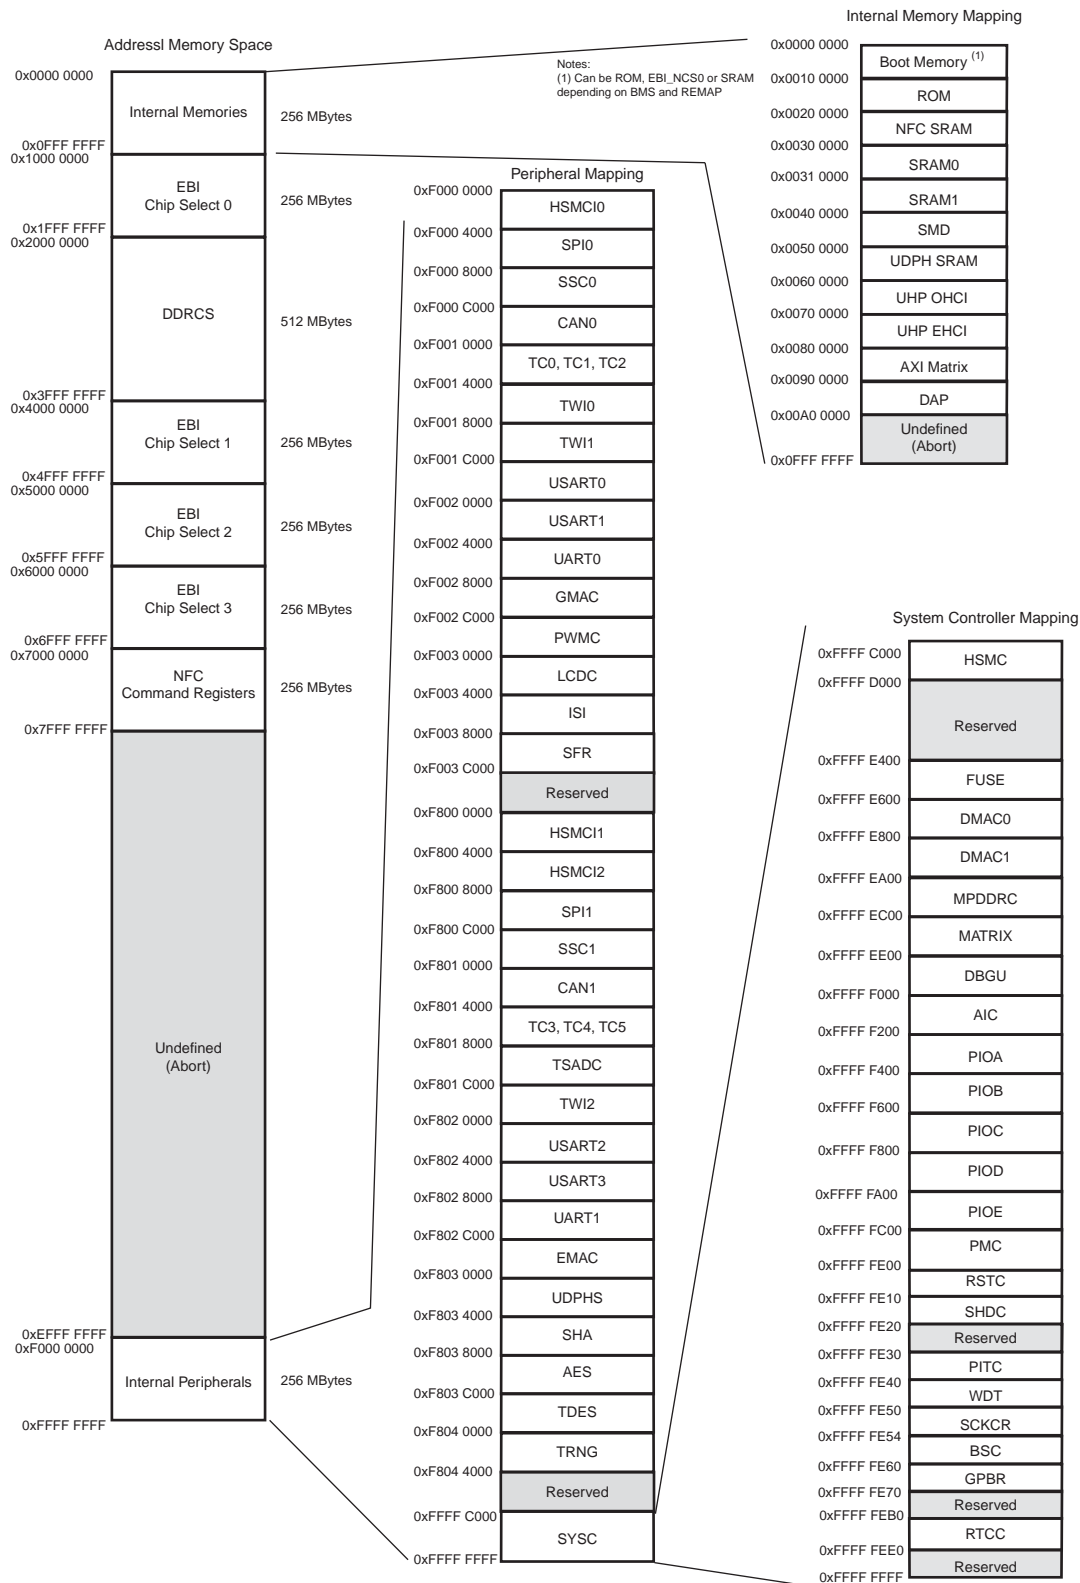 Addressl Memory Space
0x0000 0000
Internal Memories
256 MBytes
0x0FFF FFFF
0x1000 0000
EBI
Chip Select 0
256 MBytes
0x1FFF FFFF
0x2000 0000
DDRCS
512 MBytes
0x3FFF FFFF
0x4000 0000
EBI
Chip Select 1
256 MBytes
0x4FFF FFFF
0x5000 0000
EBI
Chip Select 2
256 MBytes
0x5FFF FFFF
0x6000 0000
EBI
Chip Select 3
256 MBytes
0x6FFF FFFF
0x7000 0000
NFC
Command Registers
256 MBytes
0x7FFF FFFF
Undefined
(Abort)
0xEFFF FFFF
0xF000 0000
Internal Peripherals
256 MBytes
0xFFFF FFFF
Notes:
(1) Can be ROM, EBI_NCS0 or SRAM
depending on BMS and REMAP
Peripheral Mapping
0xF000 0000
HSMCI0
0xF000 4000
SPI0
0xF000 8000
SSC0
0xF000 C000
CAN0
0xF001 0000
TC0, TC1, TC2
0xF001 4000
TWI0
0xF001 8000
TWI1
0xF001 C000
USART0
0xF002 0000
USART1
0xF002 4000
UART0
0xF002 8000
GMAC
0xF002 C000
PWMC
0xF003 0000
LCDC
0xF003 4000
ISI
0xF003 8000
SFR
0xF003 C000
Reserved
0xF800 0000
HSMCI1
0xF800 4000
HSMCI2
0xF800 8000
SPI1
0xF800 C000
SSC1
0xF801 0000
CAN1
0xF801 4000
TC3, TC4, TC5
0xF801 8000
TSADC
0xF801 C000
TWI2
0xF802 0000
USART2
0xF802 4000
USART3
0xF802 8000
UART1
0xF802 C000
EMAC
0xF803 0000
UDPHS
0xF803 4000
SHA
0xF803 8000
AES
0xF803 C000
TDES
0xF804 0000
TRNG
0xF804 4000
Reserved
0xFFFF C000
SYSC
0xFFFF FFFF
Internal Memory Mapping
0x0000 0000
Boot Memory (1)
0x0010 0000
ROM
0x0020 0000
NFC SRAM
0x0030 0000
SRAM0
0x0031 0000
SRAM1
0x0040 0000
SMD
0x0050 0000
UDPH SRAM
0x0060 0000
UHP OHCI
0x0070 0000
UHP EHCI
0x0080 0000
AXI Matrix
0x0090 0000
DAP
0x00A0 0000
Undefined
(Abort)
0x0FFF FFFF
System Controller Mapping
0xFFFF C000
HSMC
0xFFFF D000
Reserved
0xFFFF E400
FUSE
0xFFFF E600
DMAC0
0xFFFF E800
DMAC1
0xFFFF EA00
MPDDRC
0xFFFF EC00
MATRIX
0xFFFF EE00
DBGU
0xFFFF F000
AIC
0xFFFF F200
PIOA
0xFFFF F400
PIOB
0xFFFF F600
PIOC
0xFFFF F800
PIOD
0xFFFF FA00
PIOE
0xFFFF FC00
PMC
0xFFFF FE00
RSTC
0xFFFF FE10
SHDC
0xFFFF FE20
Reserved
0xFFFF FE30
PITC
0xFFFF FE40
WDT
0xFFFF FE50
SCKCR
0xFFFF FE54
BSC
0xFFFF FE60
GPBR
0xFFFF FE70
Reserved
0xFFFF FEB0
RTCC
0xFFFF FEE0
Reserved
0xFFFF FFFF